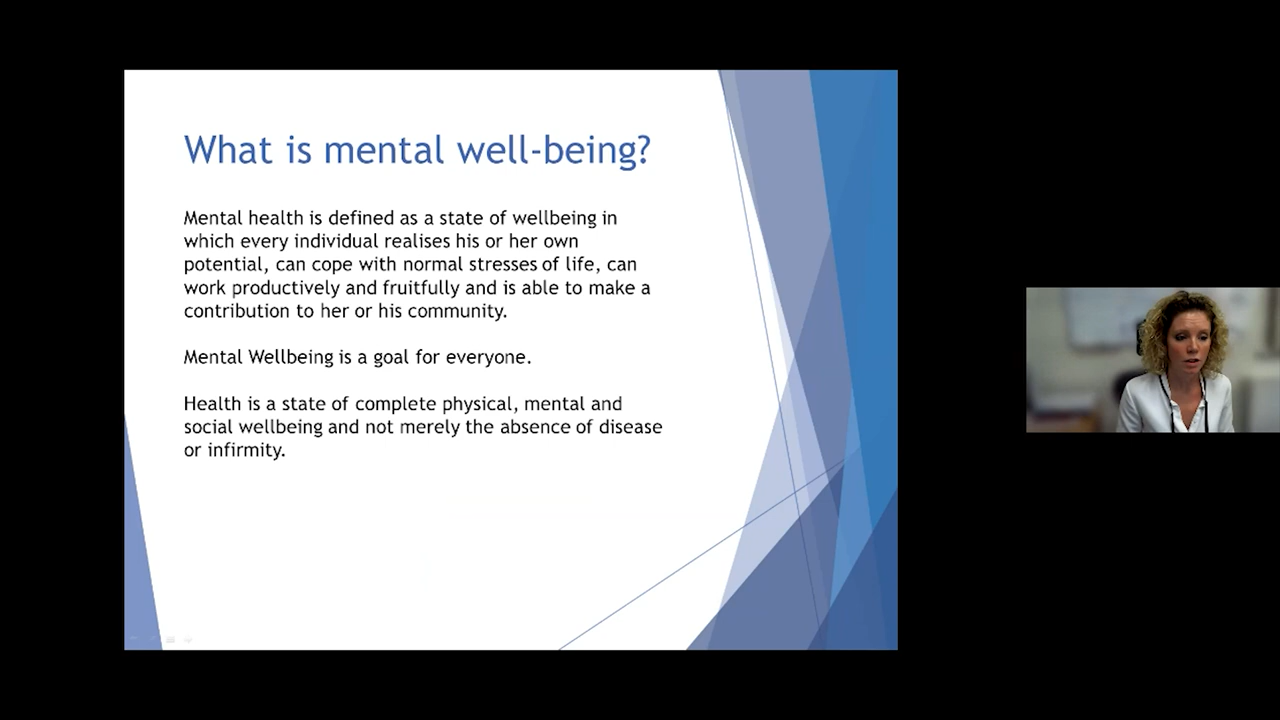 What is mental well-being?
Mental health is defined as a state of wellbeing in
which every individual realises his or her own
potential, can cope with normal stresses of life, can
work productively and fruitfully and is able to make a
contribution to her or his community.
Mental Wellbeing is a goal for everyone.
Health is a state of complete physical, mental and
social wellbeing and not merely the absence of disease
or infirmity.